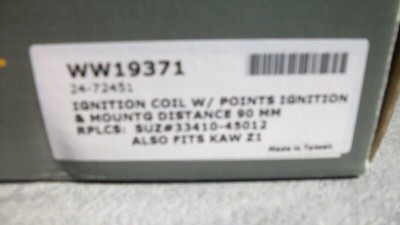 WW19371
24-72451
IGNITION COIL W/ POINTS IGNITION
& MOUNTG DISTANCE 90 MM
RPLCS: SUZ#33410-45012
ALSO FITS KAW Z1
Made in Taiwan